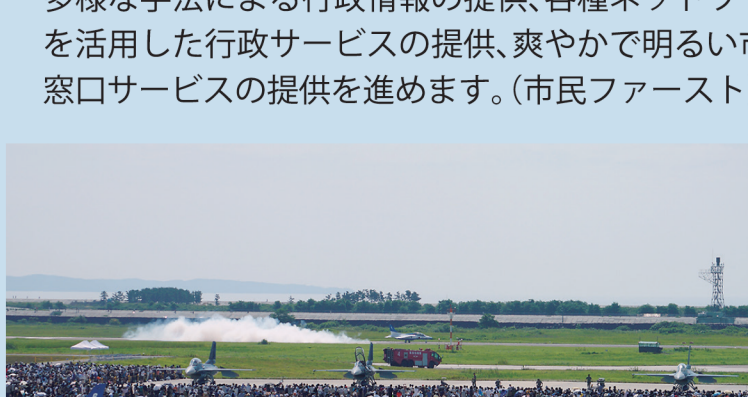 多様な手法による行政情報の提供、各種ネットワ
を活用した行政サービスの提供、爽やかで明るい市
窓口サービスの提供を進めます。（市民ファースト